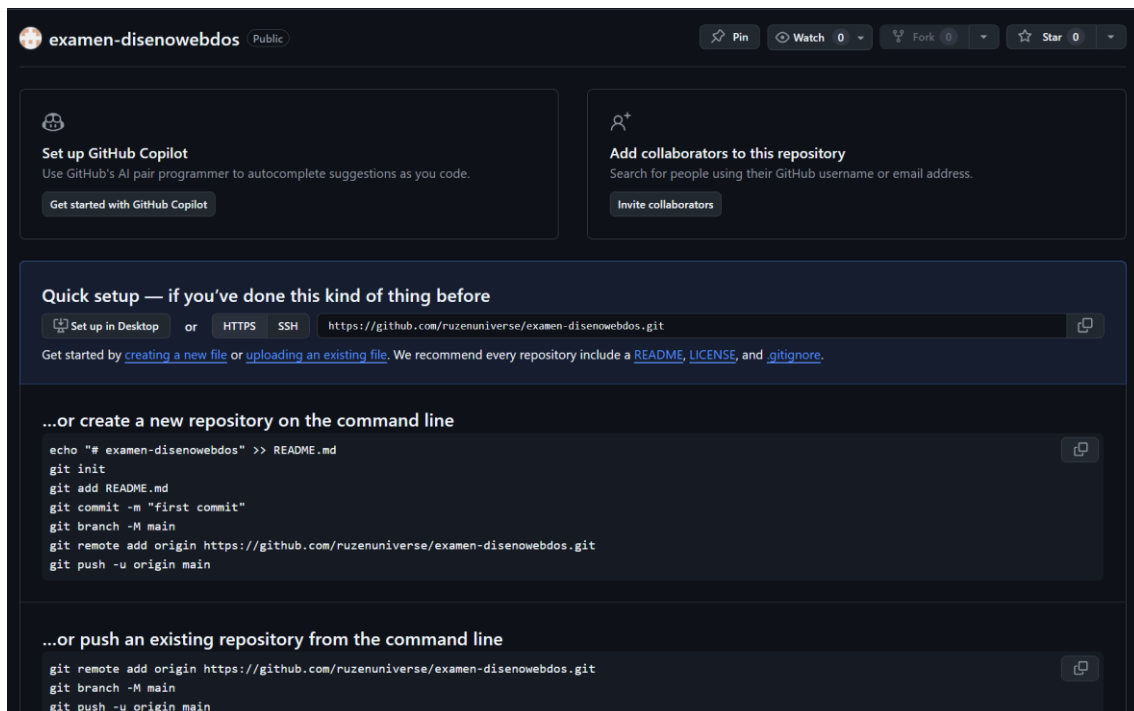 examen-disenowebdos Public
Pin Watch 0 Fork 0 Star 0
Set up GitHub Copilot
Use GitHub's AI pair programmer to autocomplete suggestions as you code.
Get started with GitHub Copilot
Add collaborators to this repository
Search for people using their GitHub username or email address.
Invite collaborators
Quick setup — if you’ve done this kind of thing before
Set up in Desktop or HTTPS SSH https://github.com/ruzenuniverse/examen-disenowebdos.git
Get started by creating a new file or uploading an existing file. We recommend every repository include a README, LICENSE, and .gitignore.
…or create a new repository on the command line
echo "# examen-disenowebdos" >> README.md
git init
git add README.md
git commit -m "first commit"
git branch -M main
git remote add origin https://github.com/ruzenuniverse/examen-disenowebdos.git
git push -u origin main
…or push an existing repository from the command line
git remote add origin https://github.com/ruzenuniverse/examen-disenowebdos.git
git branch -M main
git push -u origin main